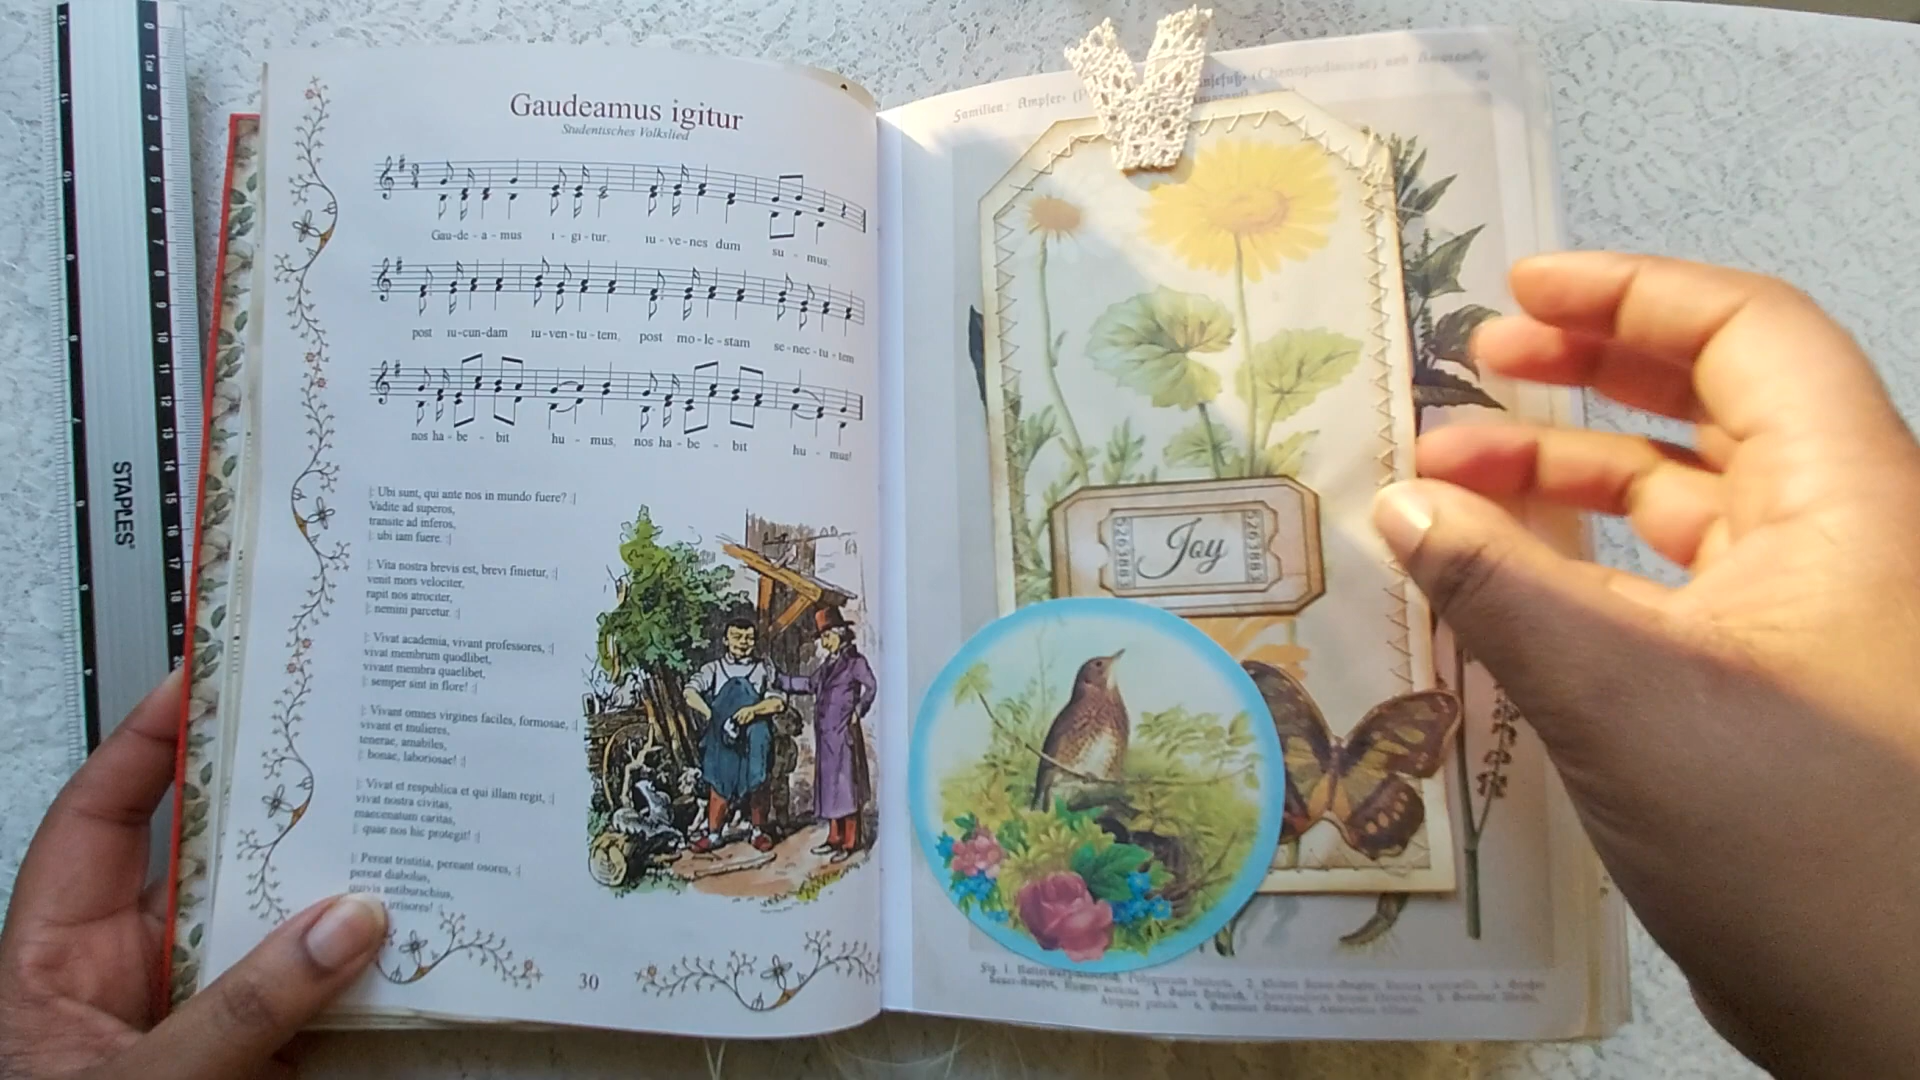 STAPLES
Gaudeamus igitur
Studentisches Volkslied
Gau-de - a - mus i - gi - tur, iu - ve - nes dum su - mus,
post iu-cun-dam iu-ven-tu-tem, post mo-le-stam se-nec-tu-tem
nos ha - be - bit hu - mus, nos ha - be - bit hu - mus!
|: Ubi sunt, qui ante nos in mundo fuere? :|
Vadite ad superos,
transite ad inferos,
|: ubi iam fuere. :|
|: Vita nostra brevis est, brevi finietur, :|
venit mors velociter,
rapit nos atrociter,
|: nemini parcetur. :|
|: Vivat academia, vivant professores, :|
vivat membrum quodlibet,
vivant membra quaelibet,
|: semper sint in flore! :|
|: Vivant omnes virgines faciles, formosae, :|
vivant et mulieres,
tenerae, amabiles,
|: bonae, laboriosae! :|
|: Vivat et respublica et qui illam regit, :|
vivat nostra civitas,
maecenatum caritas,
|: quae nos hic protegit! :|
|: Pereat tristitia, pereant osores, :|
pereat diabolus,
quivis antiburschius,
irrisores!
30
Familien: Ampfer= (Chenopodiaceae) und
Joy
5263883
5263883